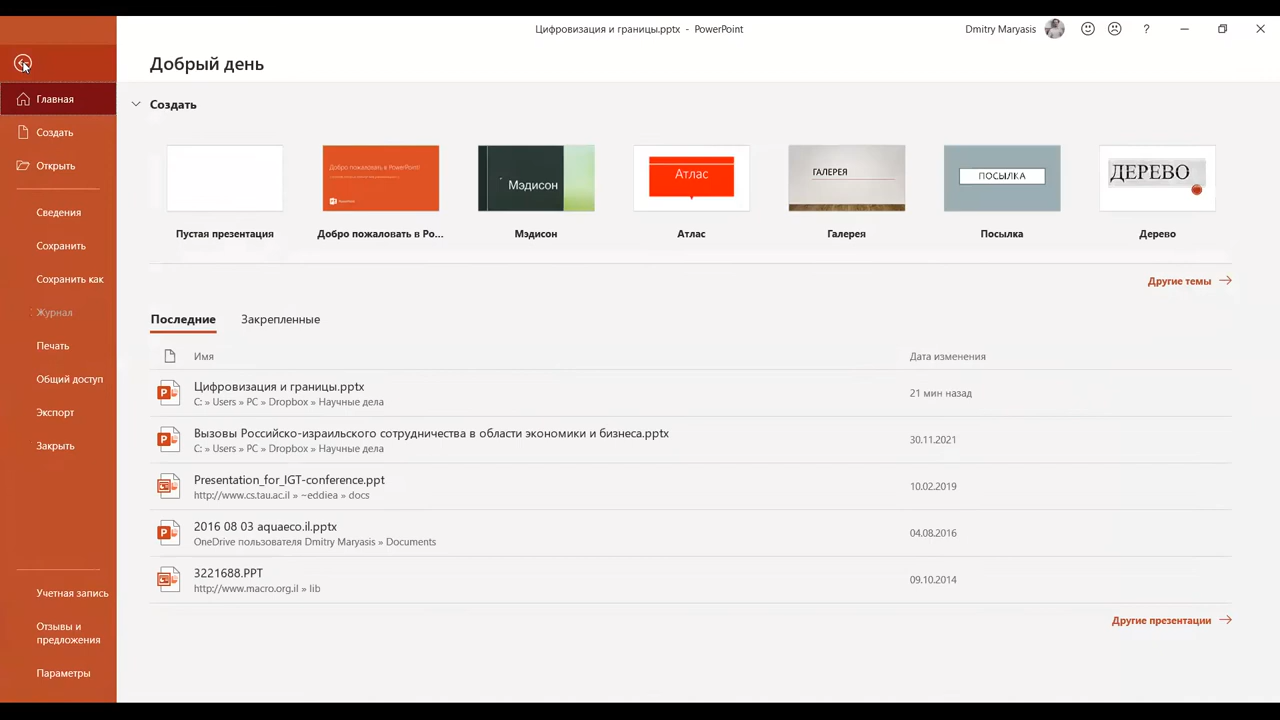 Цифровизация и границы.pptx - PowerPoint
Dmitry Maryasis
?
Добрый день
Главная
Создать
Открыть
Сведения
Сохранить
Сохранить как
Журнал
Печать
Общий доступ
Экспорт
Закрыть
Учетная запись
Отзывы и
предложения
Параметры
Создать
Добро пожаловать в PowerPoint!
PowerPoint
Мэдисон
Атлас
ГАЛЕРЕЯ
ПОСЫЛКА
ДЕРЕВО
Пустая презентация
Добро пожаловать в Po...
Мэдисон
Атлас
Галерея
Посылка
Дерево
Другие темы
Последние
Закрепленные
Имя
Дата изменения
Цифровизация и границы.pptx
C: » Users » PC » Dropbox » Научные дела
21 мин назад
Вызовы Российско-израильского сотрудничества в области экономики и бизнеса.pptx
C: » Users » PC » Dropbox » Научные дела
30.11.2021
Presentation_for_IGT-conference.ppt
http://www.cs.tau.ac.il » ~eddiea » docs
10.02.2019
2016 08 03 aquaeco.il.pptx
OneDrive пользователя Dmitry Maryasis » Documents
04.08.2016
3221688.PPT
http://www.macro.org.il » lib
09.10.2014
Другие презентации